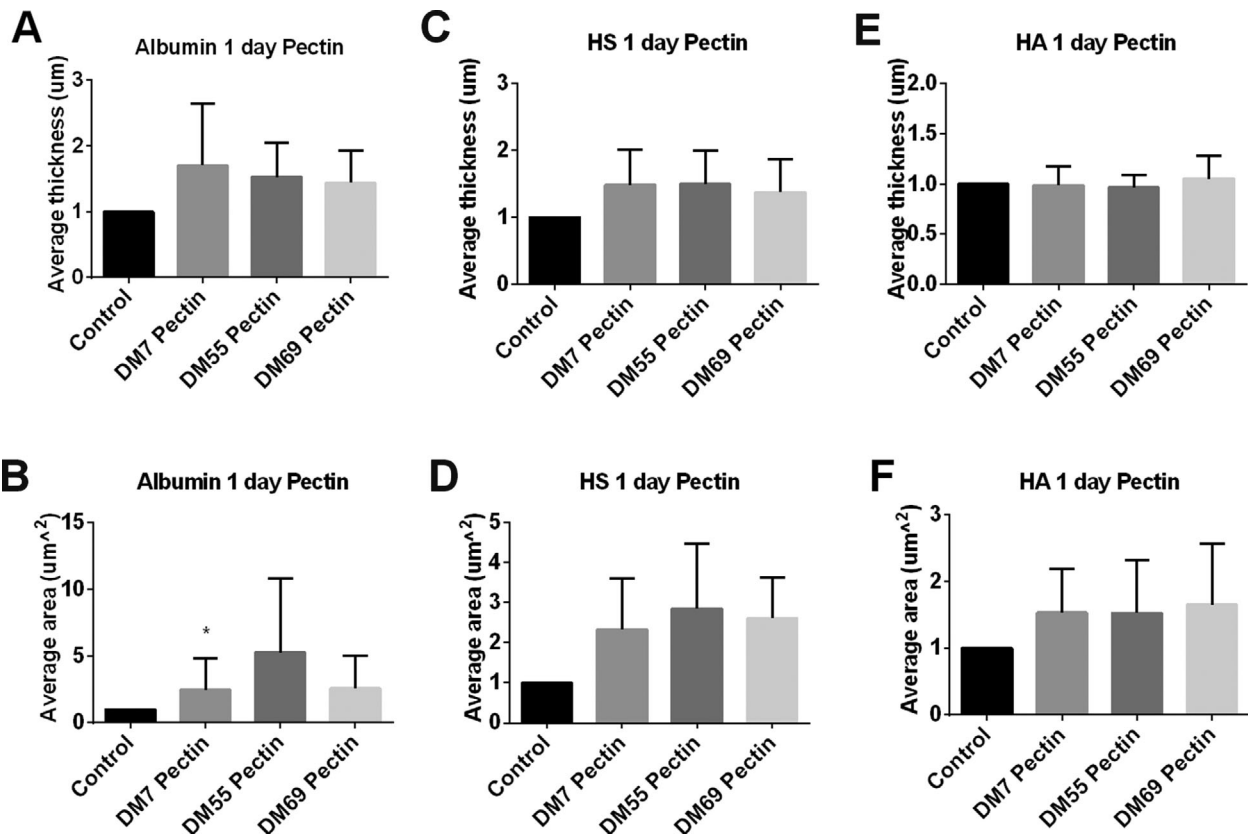 A
Albumin 1 day Pectin
Average thickness (um)
3
2
1
0
Control
DM7 Pectin
DM55 Pectin
DM69 Pectin
C
HS 1 day Pectin
Average thickness (um)
3
2
1
0
Control
DM7 Pectin
DM55 Pectin
DM69 Pectin
E
HA 1 day Pectin
Average thickness (um)
2.0
1.5
1.0
0.5
0.0
Control
DM7 Pectin
DM55 Pectin
DM69 Pectin
B
Albumin 1 day Pectin
Average area (um^2)
15
10
5
0
*
Control
DM7 Pectin
DM55 Pectin
DM69 Pectin
D
HS 1 day Pectin
Average area (um^2)
5
4
3
2
1
0
Control
DM7 Pectin
DM55 Pectin
DM69 Pectin
F
HA 1 day Pectin
Average area (um^2)
3
2
1
0
Control
DM7 Pectin
DM55 Pectin
DM69 Pectin